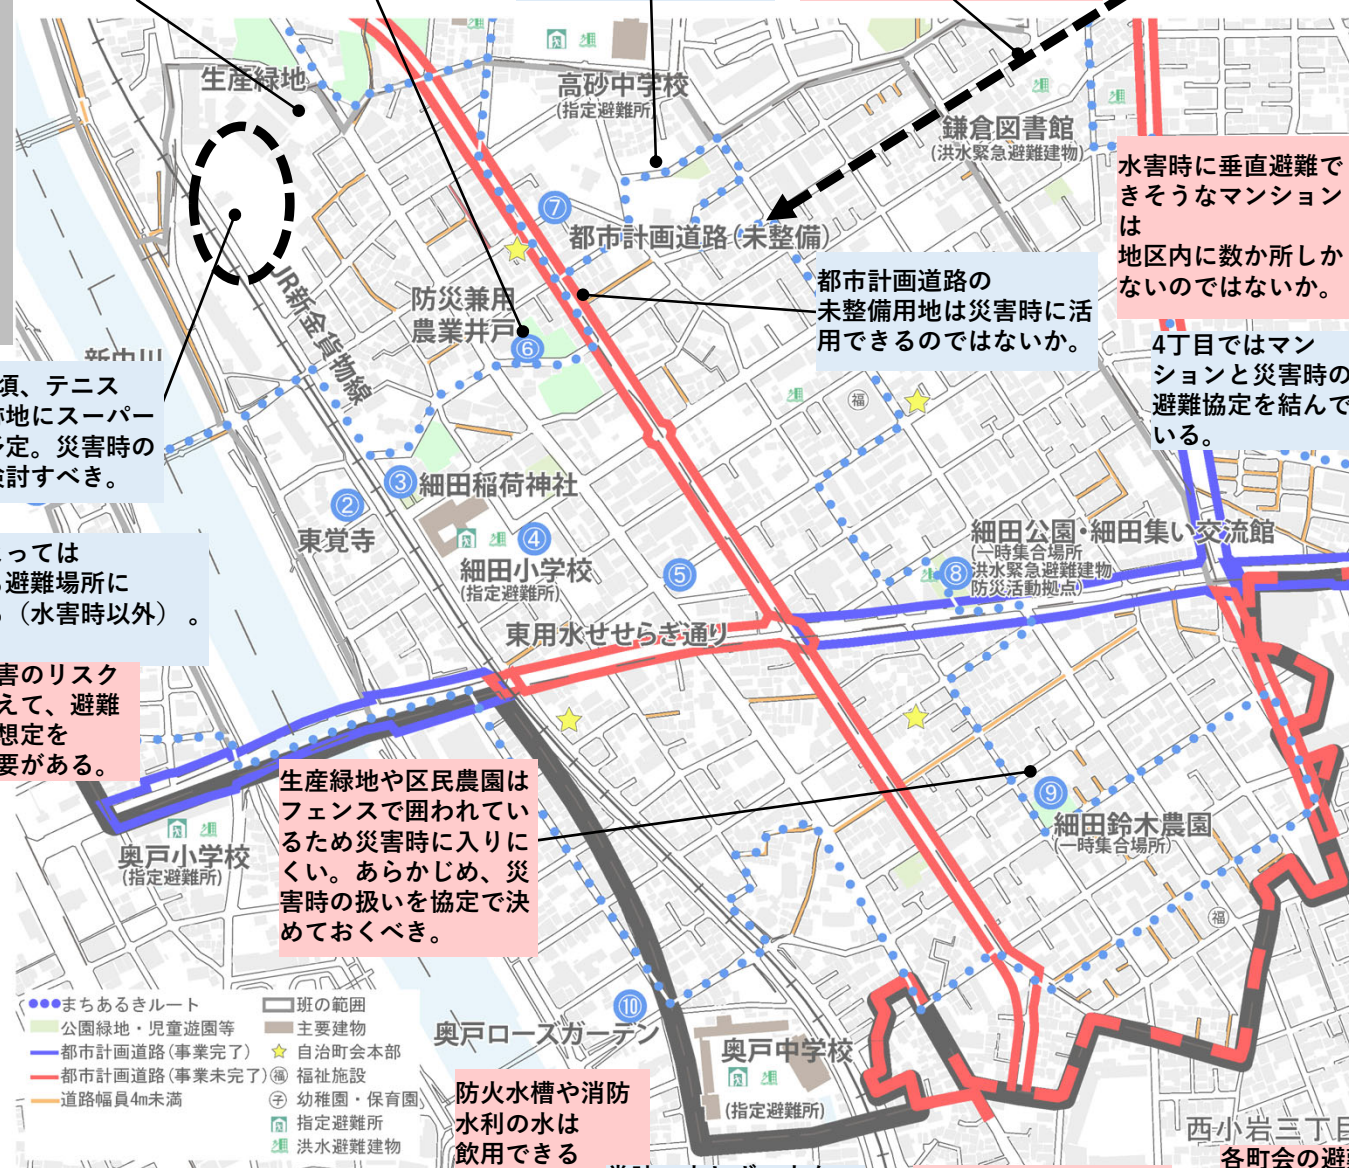 生産緑地
高砂中学校
(指定避難所)
鎌倉図書館
(洪水緊急避難建物)
水害時に垂直避難で
きそうなマンション
は
地区内に数か所しか
ないのではないか。
⑦
都市計画道路(未整備)
都市計画道路の
未整備用地は災害時に活
用できるのではないか。
JR新金貨物線
防災兼用
農業井戸
⑥
新中川
4丁目ではマン
ションと災害時の
避難協定を結んで
いる。
頃、テニス
跡地にスーパー
予定。災害時の
検討すべき。
福
③
細田稲荷神社
②
東覚寺
④
細田小学校
(指定避難所)
⑤
細田公園・細田集い交流館
(一時集合場所
洪水緊急避難建物
防災活動拠点)
⑧
よっては
避難場所に
(水害時以外)。
東用水せせらぎ通り
害のリスク
えて、避難
想定を
要がある。
生産緑地や区民農園は
フェンスで囲われてい
るため災害時に入りに
くい。あらかじめ、災
害時の扱いを協定で決
めておくべき。
⑨
細田鈴木農園
(一時集合場所)
奥戸小学校
(指定避難所)
福
⑩
奥戸ローズガーデン
奥戸中学校
(指定避難所)
まちあるきルート
公園緑地・児童遊園等
都市計画道路(事業完了)
都市計画道路(事業未完了)
道路幅員4m未満
班の範囲
主要建物
自治町会本部
福 福祉施設
子 幼稚園・保育園
指定避難所
洪水避難建物
防火水槽や消防
水利の水は
飲用できる
西小岩三丁目
各町会の避難